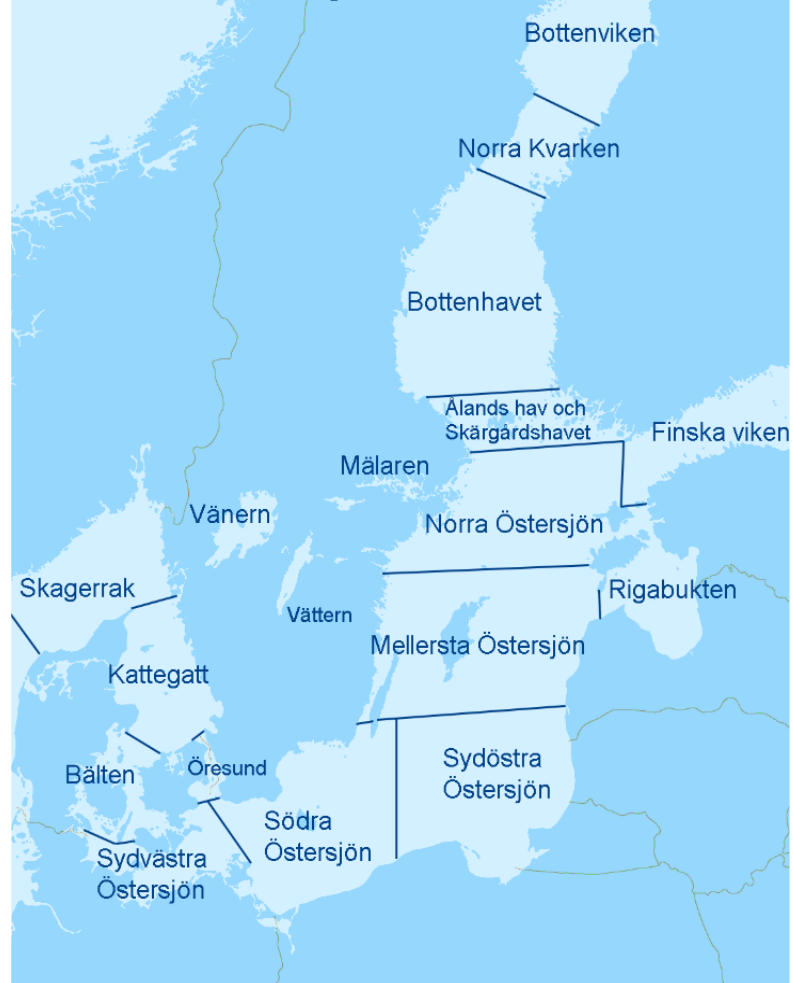 Bottenviken
Norra Kvarken
Bottenhavet
Ålands hav och
Skärgårdshavet
Finska viken
Mälaren
Vänern
Norra Östersjön
Skagerrak
Vättern
Rigabukten
Mellersta Östersjön
Kattegatt
Bälten
Öresund
Sydöstra
Östersjön
Södra
Östersjön
Sydvästra
Östersjön